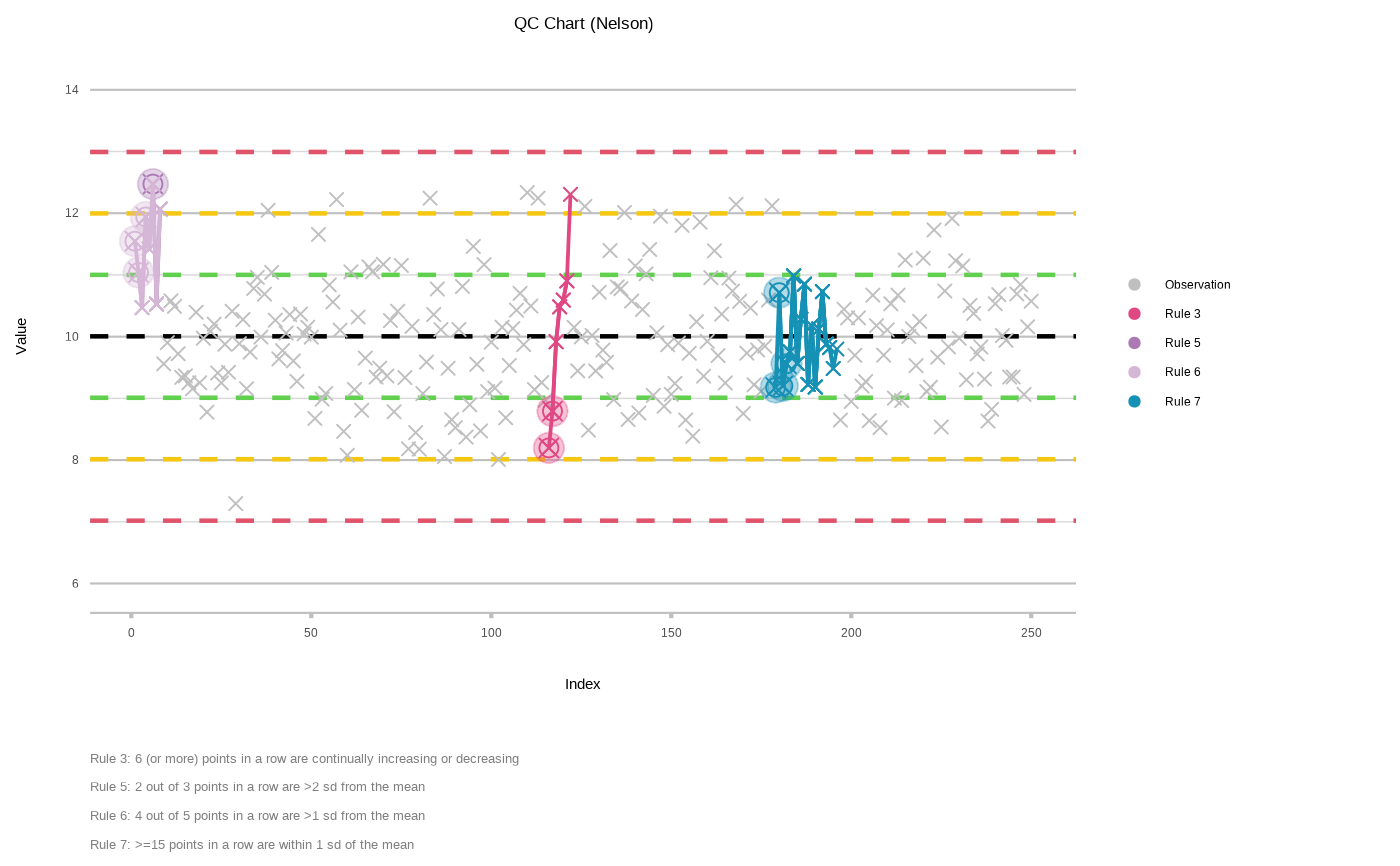 QC Chart (Nelson)
14
12
10
8
6
Value
0 50 100 150 200 250
Index
Observation
Rule 3
Rule 5
Rule 6
Rule 7
Rule 3: 6 (or more) points in a row are continually increasing or decreasing
Rule 5: 2 out of 3 points in a row are >2 sd from the mean
Rule 6: 4 out of 5 points in a row are >1 sd from the mean
Rule 7: >=15 points in a row are within 1 sd of the mean